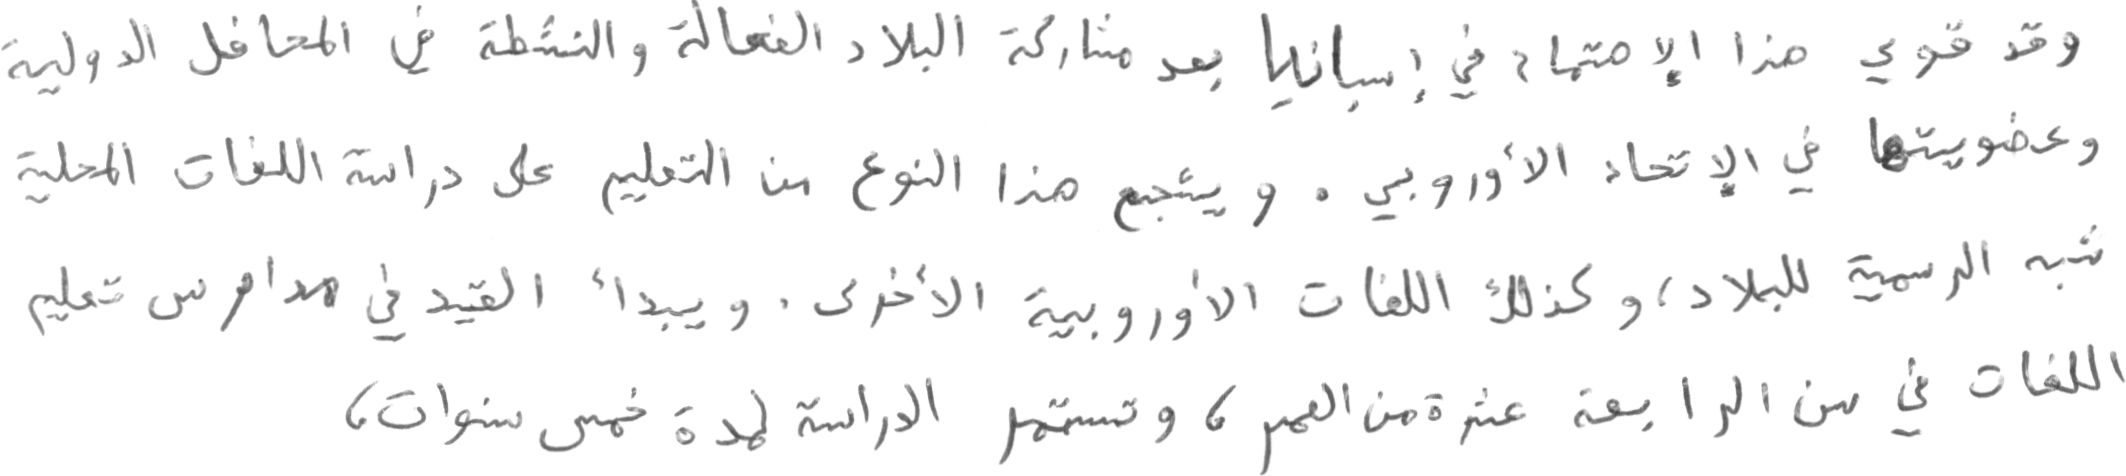 وقد قوي هذا الإهتمام في إسبانيا بعد مشاركة البلاد الفعالة والنشطة في المحافل الدولية
وعضويتها في الإتحاد الأوروبي . ويشجع هذا النوع من التعليم على دراسة اللغات المحلية
شبه الرسمية للبلاد، وكذلك اللغات الأوروبية الأخرى . ويبدأ القيد في مدارس تعليم
اللغات في سن الرابعة عشرة من العمر ، وتستمر الدراسة لمدة خمس سنوات،